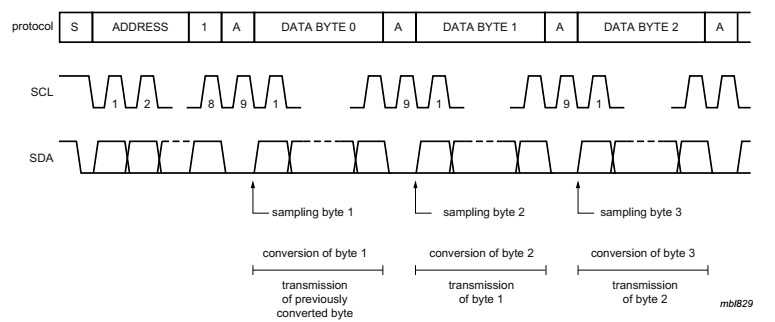 protocol S ADDRESS 1 A DATA BYTE 0 A DATA BYTE 1 A DATA BYTE 2 A
SCL 1 2 8 9 1 9 1 9 1
SDA
sampling byte 1 sampling byte 2 sampling byte 3
conversion of byte 1 conversion of byte 2 conversion of byte 3
transmission transmission transmission
of previously of byte 1 of byte 2
converted byte
mbl829